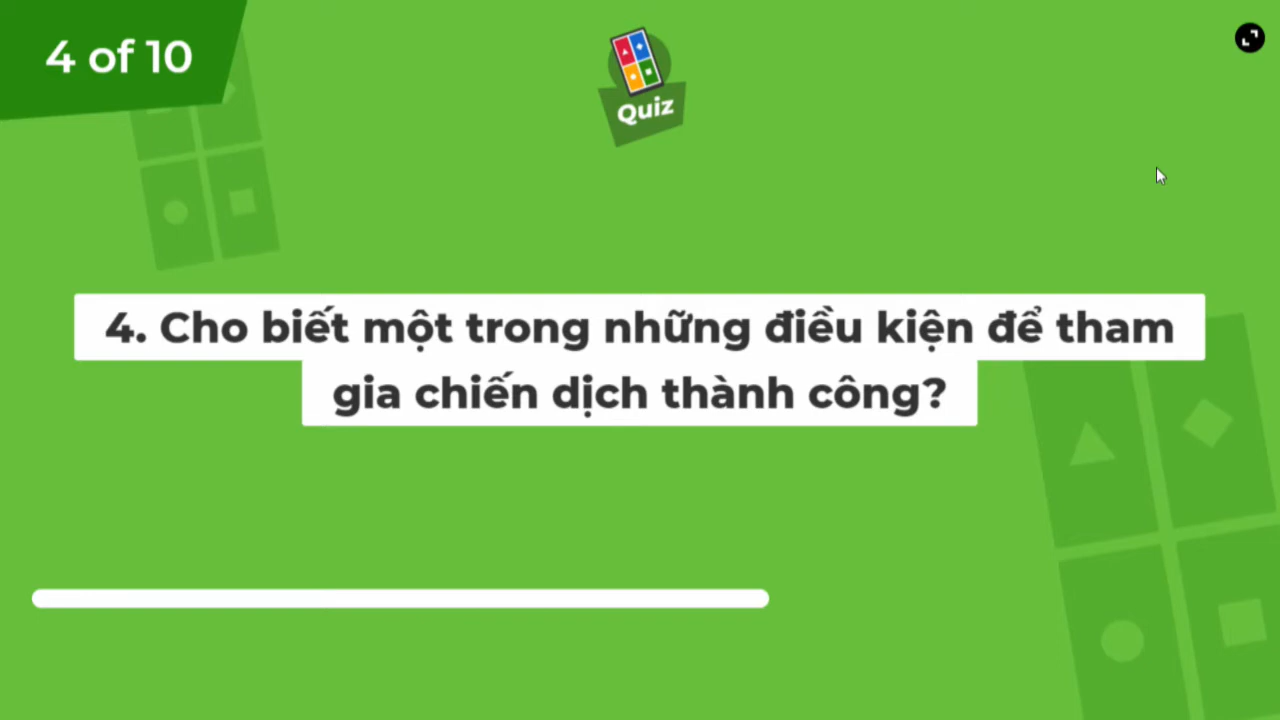 4 of 10
Quiz
4. Cho biết một trong những điều kiện để tham
gia chiến dịch thành công?